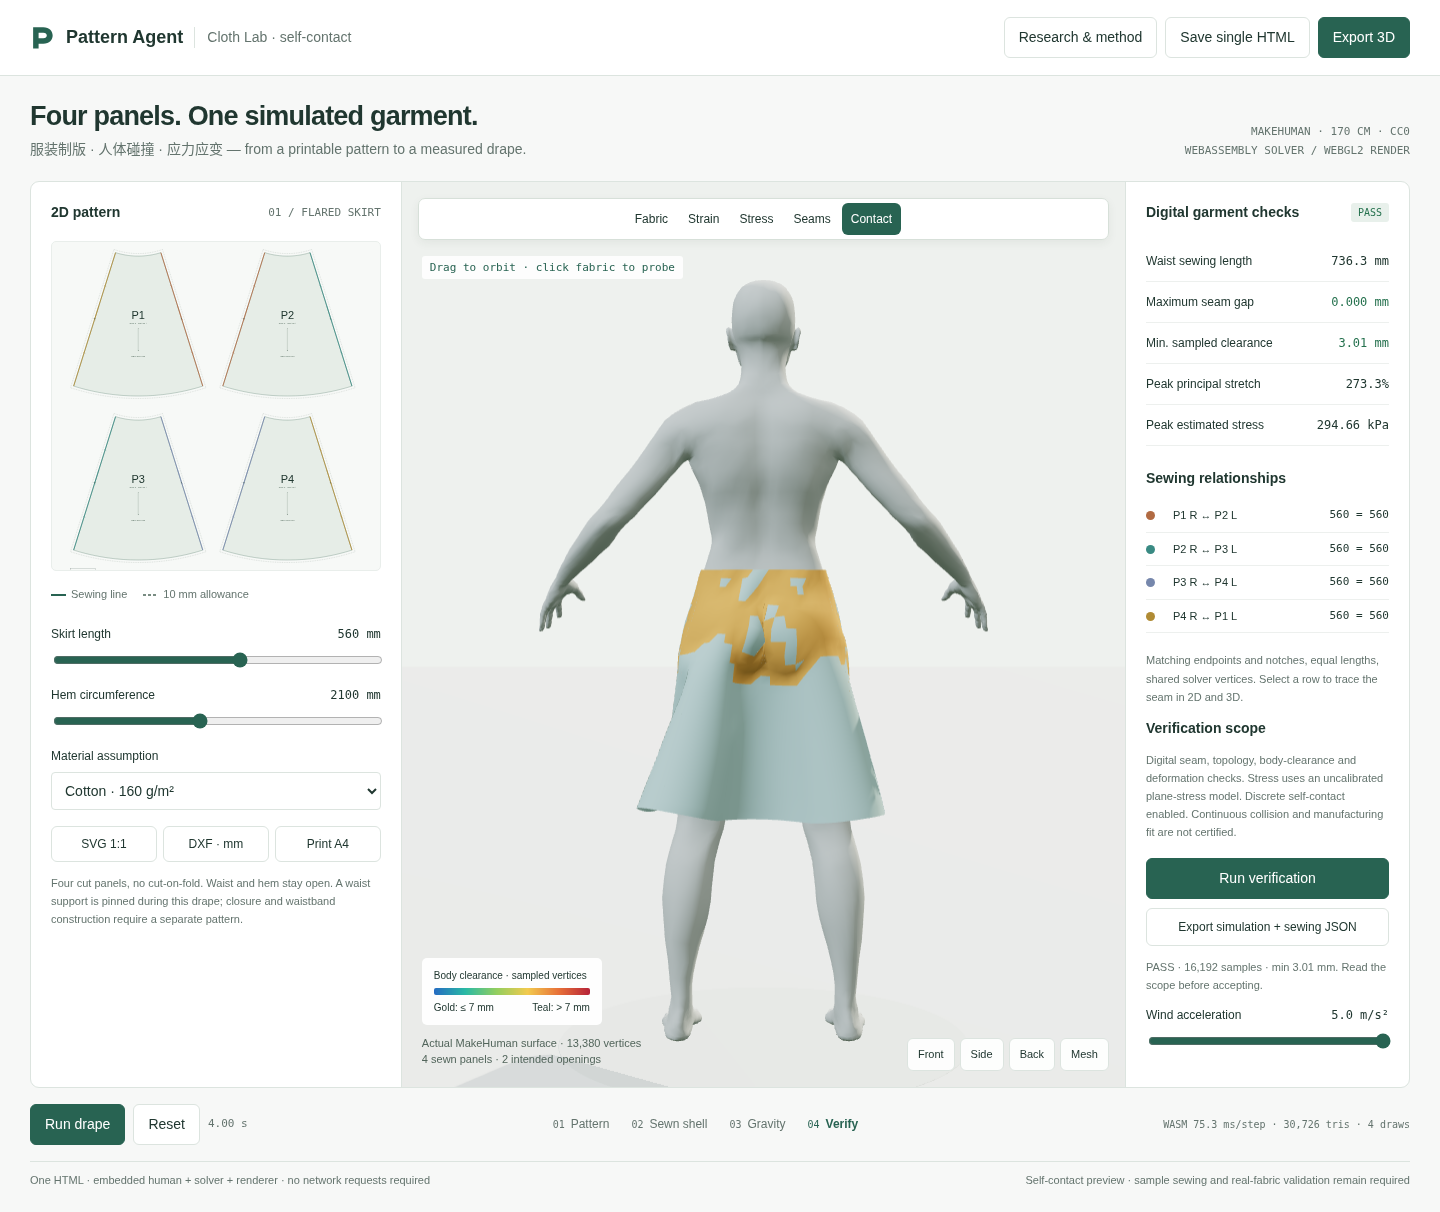 Pattern Agent
Cloth Lab · self-contact
Research & method
Save single HTML
Export 3D
Four panels. One simulated garment.
服装制版 · 人体碰撞 · 应力应变 — from a printable pattern to a measured drape.
MAKEHUMAN · 170 CM · CC0
WEBASSEMBLY SOLVER / WEBGL2 RENDER
2D pattern
01 / FLARED SKIRT
P1
P2
P3
P4
Sewing line
10 mm allowance
Skirt length
560 mm
Hem circumference
2100 mm
Material assumption
Cotton · 160 g/m²
SVG 1:1
DXF · mm
Print A4
Four cut panels, no cut-on-fold. Waist and hem stay open. A waist
support is pinned during this drape; closure and waistband
construction require a separate pattern.
Fabric
Strain
Stress
Seams
Contact
Drag to orbit · click fabric to probe
Body clearance · sampled vertices
Gold: ≤ 7 mm
Teal: > 7 mm
Actual MakeHuman surface · 13,380 vertices
4 sewn panels · 2 intended openings
Front
Side
Back
Mesh
Digital garment checks
PASS
Waist sewing length
736.3 mm
Maximum seam gap
0.000 mm
Min. sampled clearance
3.01 mm
Peak principal stretch
273.3%
Peak estimated stress
294.66 kPa
Sewing relationships
P1 R ↔ P2 L
560 = 560
P2 R ↔ P3 L
560 = 560
P3 R ↔ P4 L
560 = 560
P4 R ↔ P1 L
560 = 560
Matching endpoints and notches, equal lengths,
shared solver vertices. Select a row to trace the
seam in 2D and 3D.
Verification scope
Digital seam, topology, body-clearance and
deformation checks. Stress uses an uncalibrated
plane-stress model. Discrete self-contact
enabled. Continuous collision and manufacturing
fit are not certified.
Run verification
Export simulation + sewing JSON
PASS · 16,192 samples · min 3.01 mm. Read the
scope before accepting.
Wind acceleration
5.0 m/s²
Run drape
Reset
4.00 s
01 Pattern
02 Sewn shell
03 Gravity
04 Verify
WASM 75.3 ms/step · 30,726 tris · 4 draws
One HTML · embedded human + solver + renderer · no network requests required
Self-contact preview · sample sewing and real-fabric validation remain required